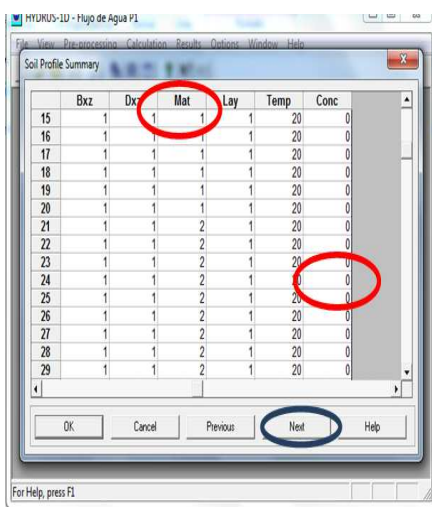 HYDRUS-1D - Flujo de Agua P1
File View Pre-processing Calculation Results Options Window Help
Soil Profile Summary
Bxz Dxz Mat Lay Temp Conc
15 1 1 1 1 20 0
16 1 1 1 1 20 0
17 1 1 1 1 20 0
18 1 1 1 1 20 0
19 1 1 1 1 20 0
20 1 1 1 1 20 0
21 1 1 2 1 20 0
22 1 1 2 1 20 0
23 1 1 2 1 20 0
24 1 1 2 1 20 0
25 1 1 2 1 20 0
26 1 1 2 1 20 0
27 1 1 2 1 20 0
28 1 1 2 1 20 0
29 1 1 2 1 20 0
OK Cancel Previous Next Help
For Help, press F1